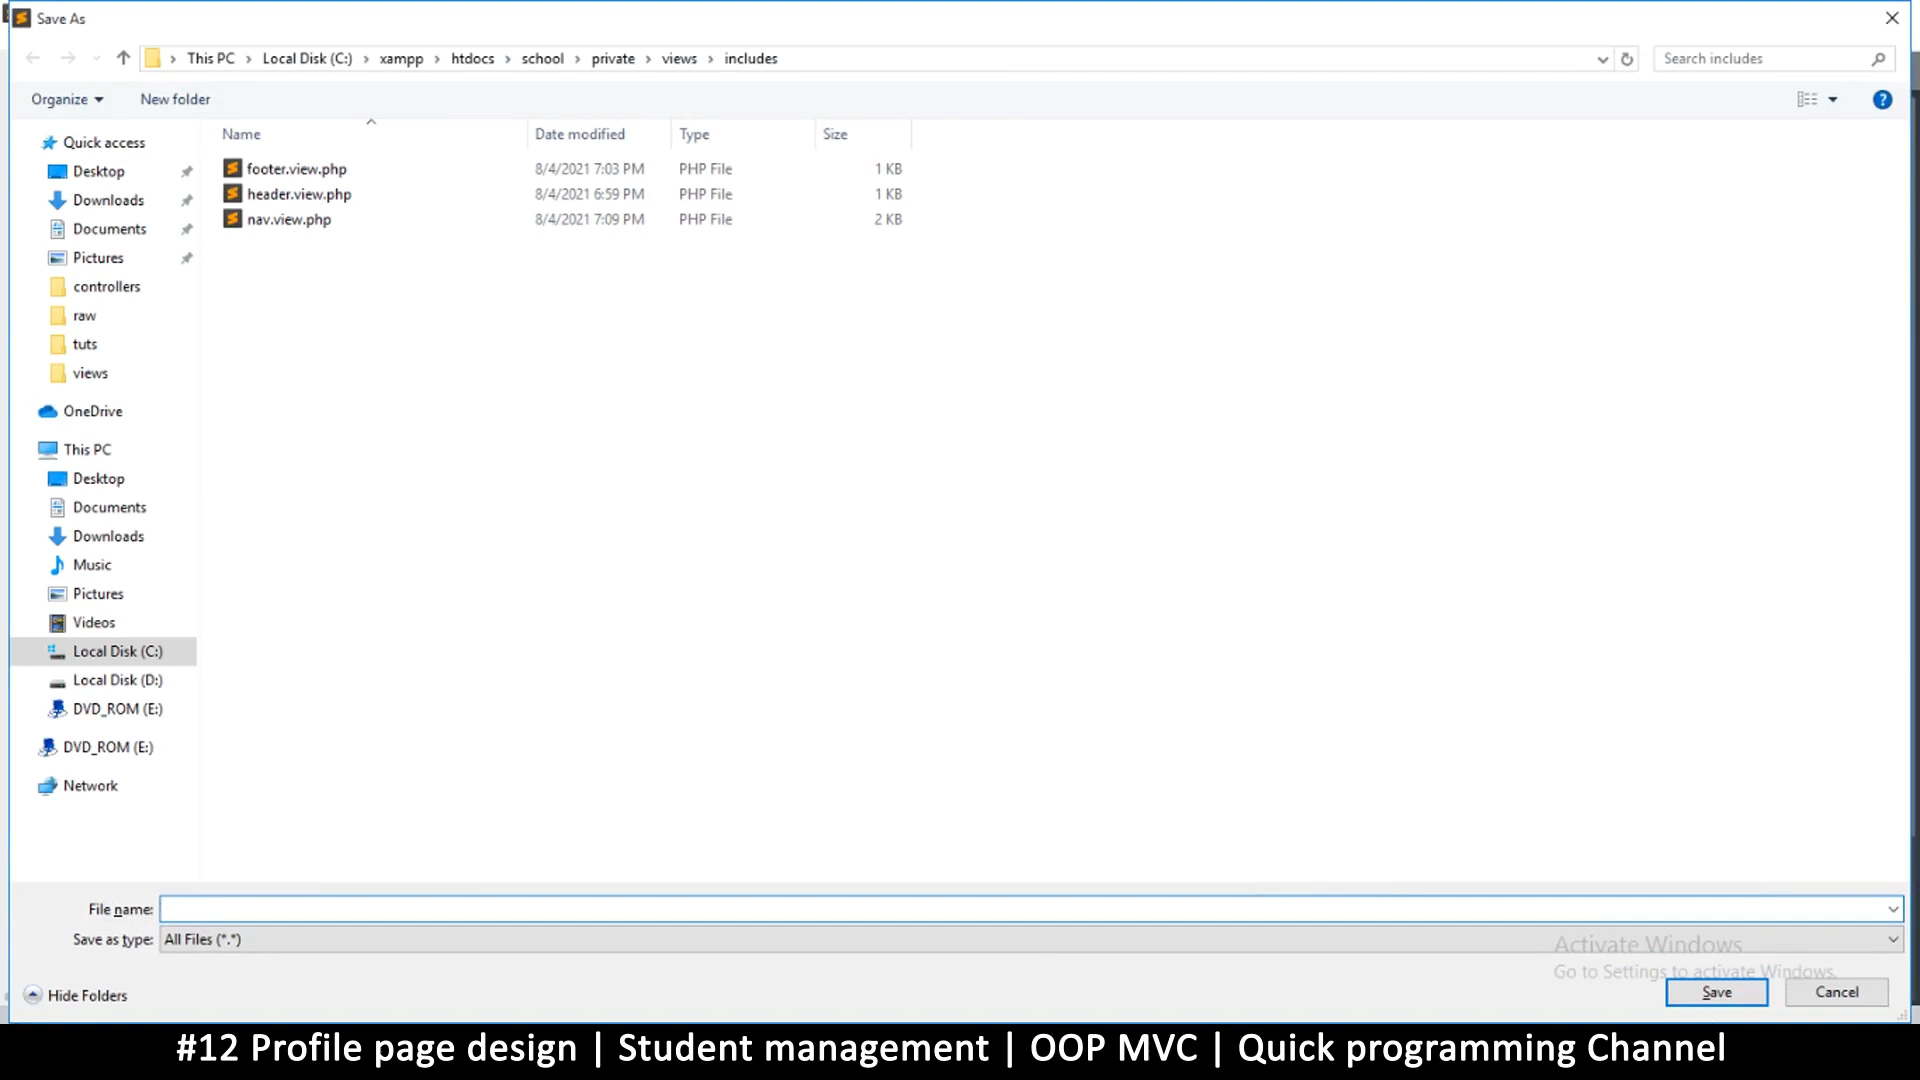 Save As
This PC > Local Disk (C:) > xampp > htdocs > school > private > views > includes
Search includes
Organize
New folder
Name
Date modified
Type
Size
footer.view.php 8/4/2021 7:03 PM PHP File 1 KB
header.view.php 8/4/2021 6:59 PM PHP File 1 KB
nav.view.php 8/4/2021 7:09 PM PHP File 2 KB
Quick access
Desktop
Downloads
Documents
Pictures
controllers
raw
tuts
views
OneDrive
This PC
Desktop
Documents
Downloads
Music
Pictures
Videos
Local Disk (C:)
Local Disk (D:)
DVD_ROM (E:)
DVD_ROM (E:)
Network
File name:
Save as type: All Files (*.*)
Activate Windows
Go to Settings to activate Windows.
Hide Folders
Save
Cancel
#12 Profile page design | Student management | OOP MVC | Quick programming Channel